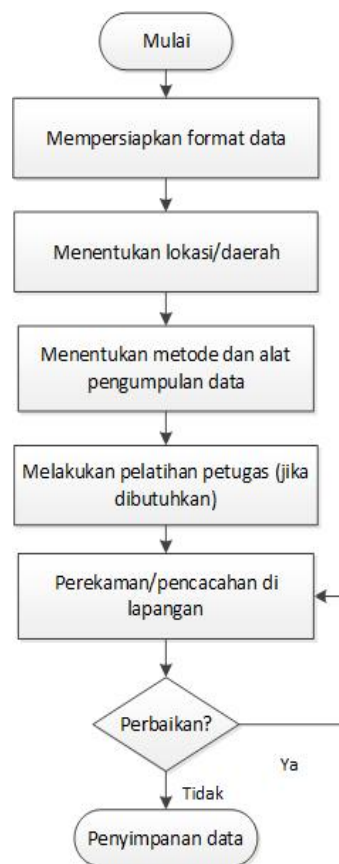 Mulai
Mempersiapkan format data
Menentukan lokasi/daerah
Menentukan metode dan alat
pengumpulan data
Melakukan pelatihan petugas (jika
dibutuhkan)
Perekaman/pencacahan di
lapangan
Perbaikan?
Ya
Tidak
Penyimpanan data